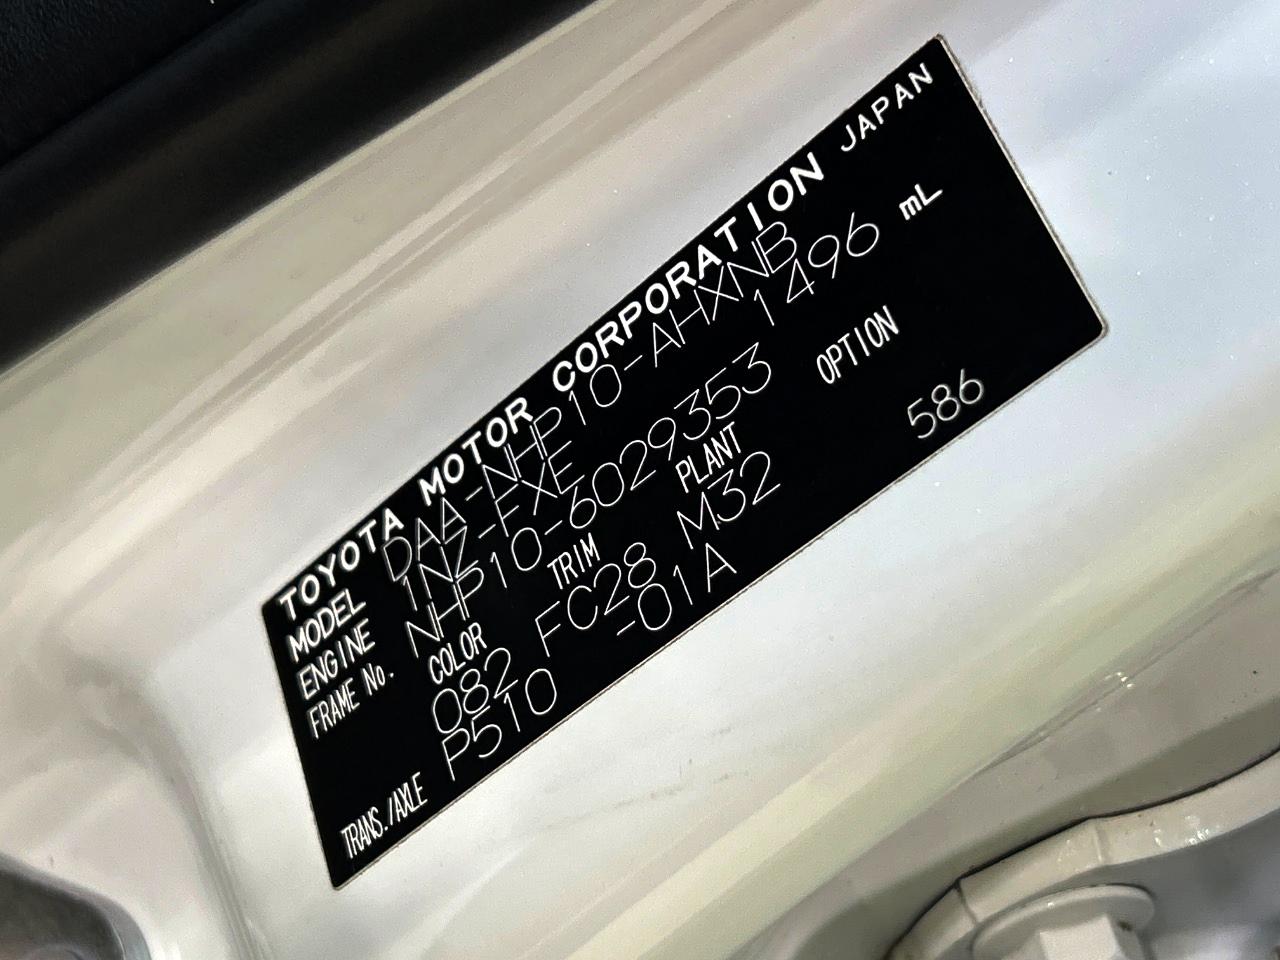 TOYOTA MOTOR CORPORATION JAPAN
MODEL DAA-NHP10-AHXNB
ENGINE 1NZ-FXE 1496 mL
FRAME No. NHP10-6029353
COLOR TRIM PLANT OPTION
082 FC28 M32 586
TRANS./AXLE P510 -01A